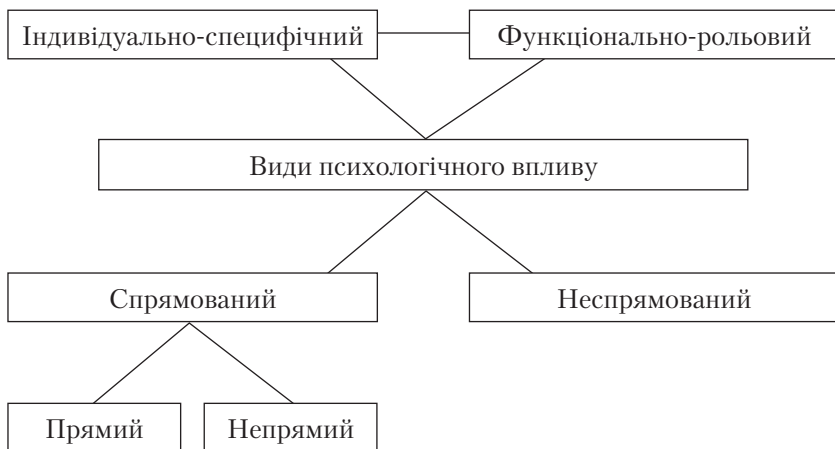 Індивідуально-специфічний
Функціонально-рольовий
Види психологічного впливу
Спрямований
Неспрямований
Прямий
Непрямий